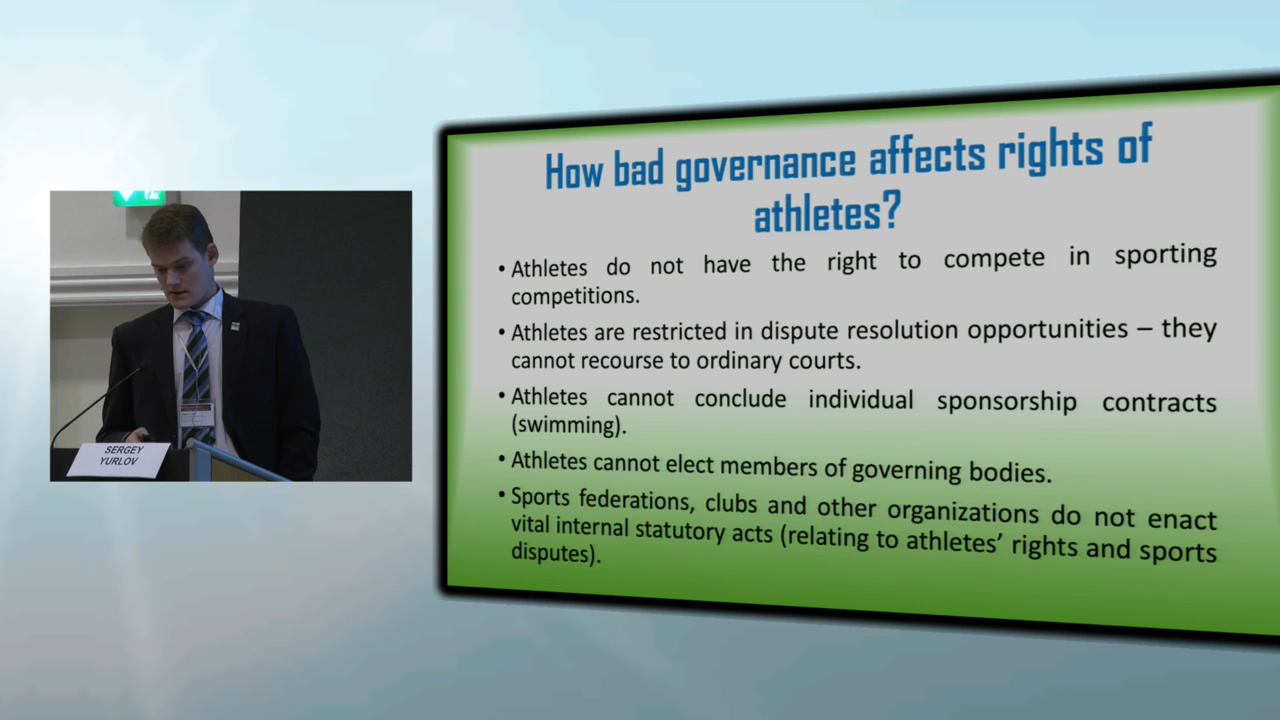 How bad governance affects rights of
athletes?
• Athletes do not have the right to compete in sporting
competitions.
• Athletes are restricted in dispute resolution opportunities – they
cannot recourse to ordinary courts.
• Athletes cannot conclude individual sponsorship contracts
(swimming).
• Athletes cannot elect members of governing bodies.
• Sports federations, clubs and other organizations do not enact
vital internal statutory acts (relating to athletes’ rights and sports
disputes).
SERGEY
YURLOV